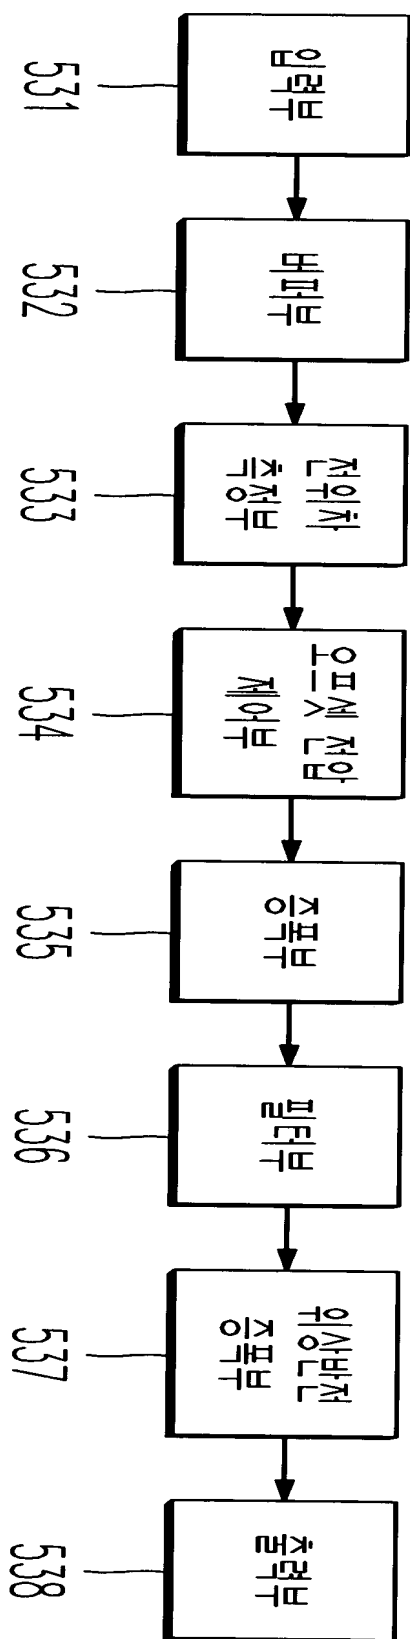 입력부
531
버퍼부
532
전위차
측정부
533
오프셋 전압
제어부
534
증폭부
535
필터부
536
위상반전
증폭부
537
출력부
538